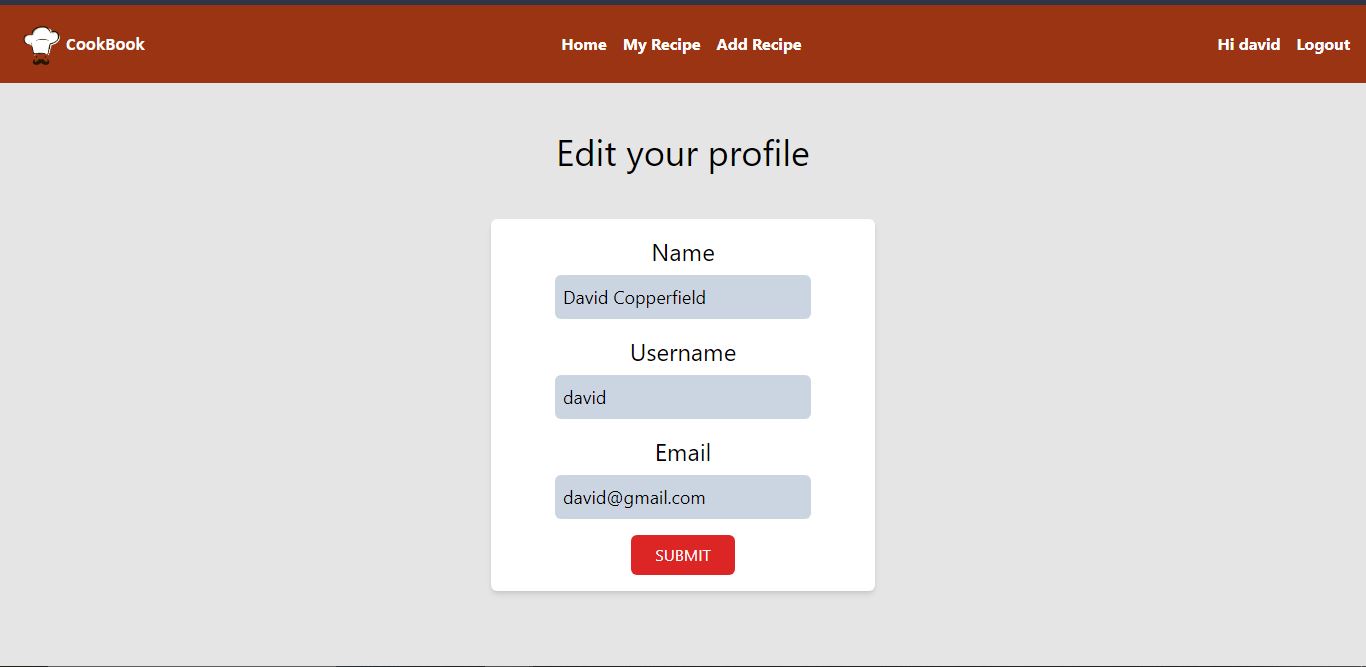 CookBook
Home My Recipe Add Recipe
Hi david Logout
Edit your profile
Name
David Copperfield
Username
david
Email
david@gmail.com
SUBMIT